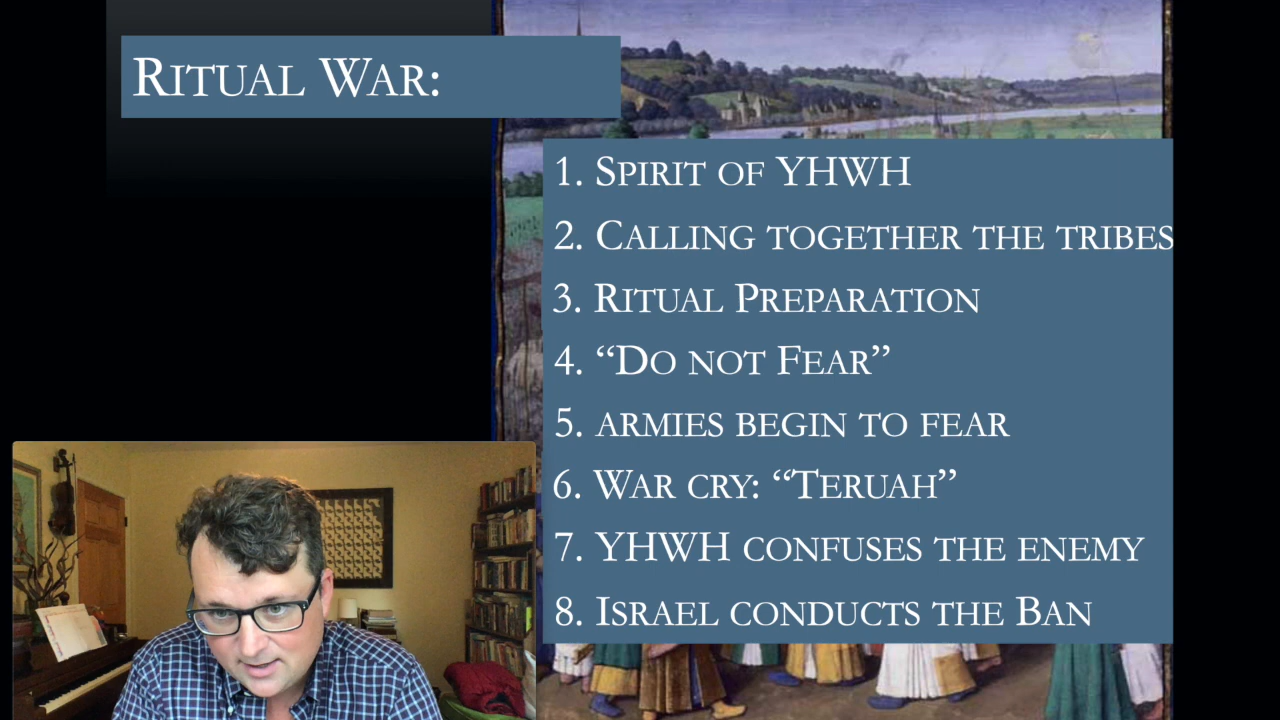 RITUAL WAR:
1. SPIRIT OF YHWH
2. CALLING TOGETHER THE TRIBES
3. RITUAL PREPARATION
4. “DO NOT FEAR”
5. ARMIES BEGIN TO FEAR
6. WAR CRY: “TERUAH”
7. YHWH CONFUSES THE ENEMY
8. ISRAEL CONDUCTS THE BAN